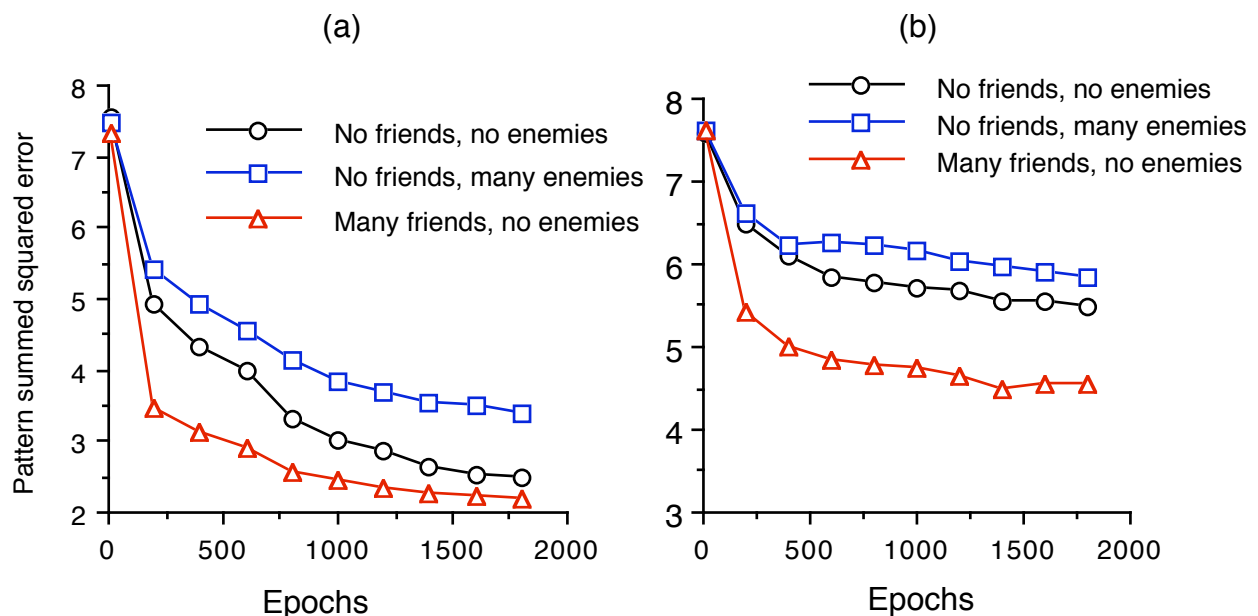 (a)
8
7
6
5
4
3
2
Pattern summed squared error
No friends, no enemies
No friends, many enemies
Many friends, no enemies
0 500 1000 1500 2000
Epochs
(b)
8
7
6
5
4
3
No friends, no enemies
No friends, many enemies
Many friends, no enemies
0 500 1000 1500 2000
Epochs